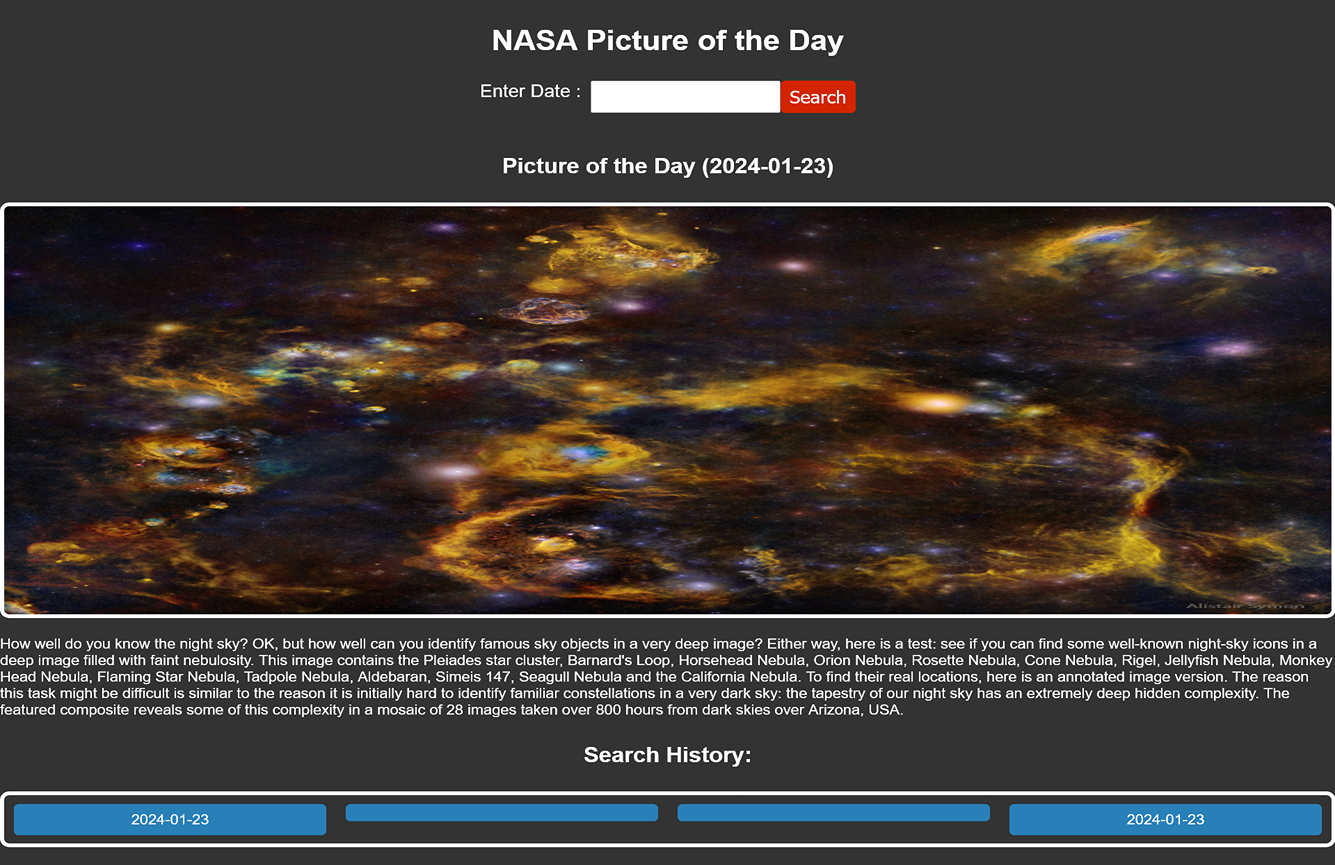 NASA Picture of the Day
Enter Date :
Search
Picture of the Day (2024-01-23)
Alistair Symon
How well do you know the night sky? OK, but how well can you identify famous sky objects in a very deep image? Either way, here is a test: see if you can find some well-known night-sky icons in a
deep image filled with faint nebulosity. This image contains the Pleiades star cluster, Barnard's Loop, Horsehead Nebula, Orion Nebula, Rosette Nebula, Cone Nebula, Rigel, Jellyfish Nebula, Monkey
Head Nebula, Flaming Star Nebula, Tadpole Nebula, Aldebaran, Simeis 147, Seagull Nebula and the California Nebula. To find their real locations, here is an annotated image version. The reason
this task might be difficult is similar to the reason it is initially hard to identify familiar constellations in a very dark sky: the tapestry of our night sky has an extremely deep hidden complexity. The
featured composite reveals some of this complexity in a mosaic of 28 images taken over 800 hours from dark skies over Arizona, USA.
Search History:
2024-01-23
2024-01-23